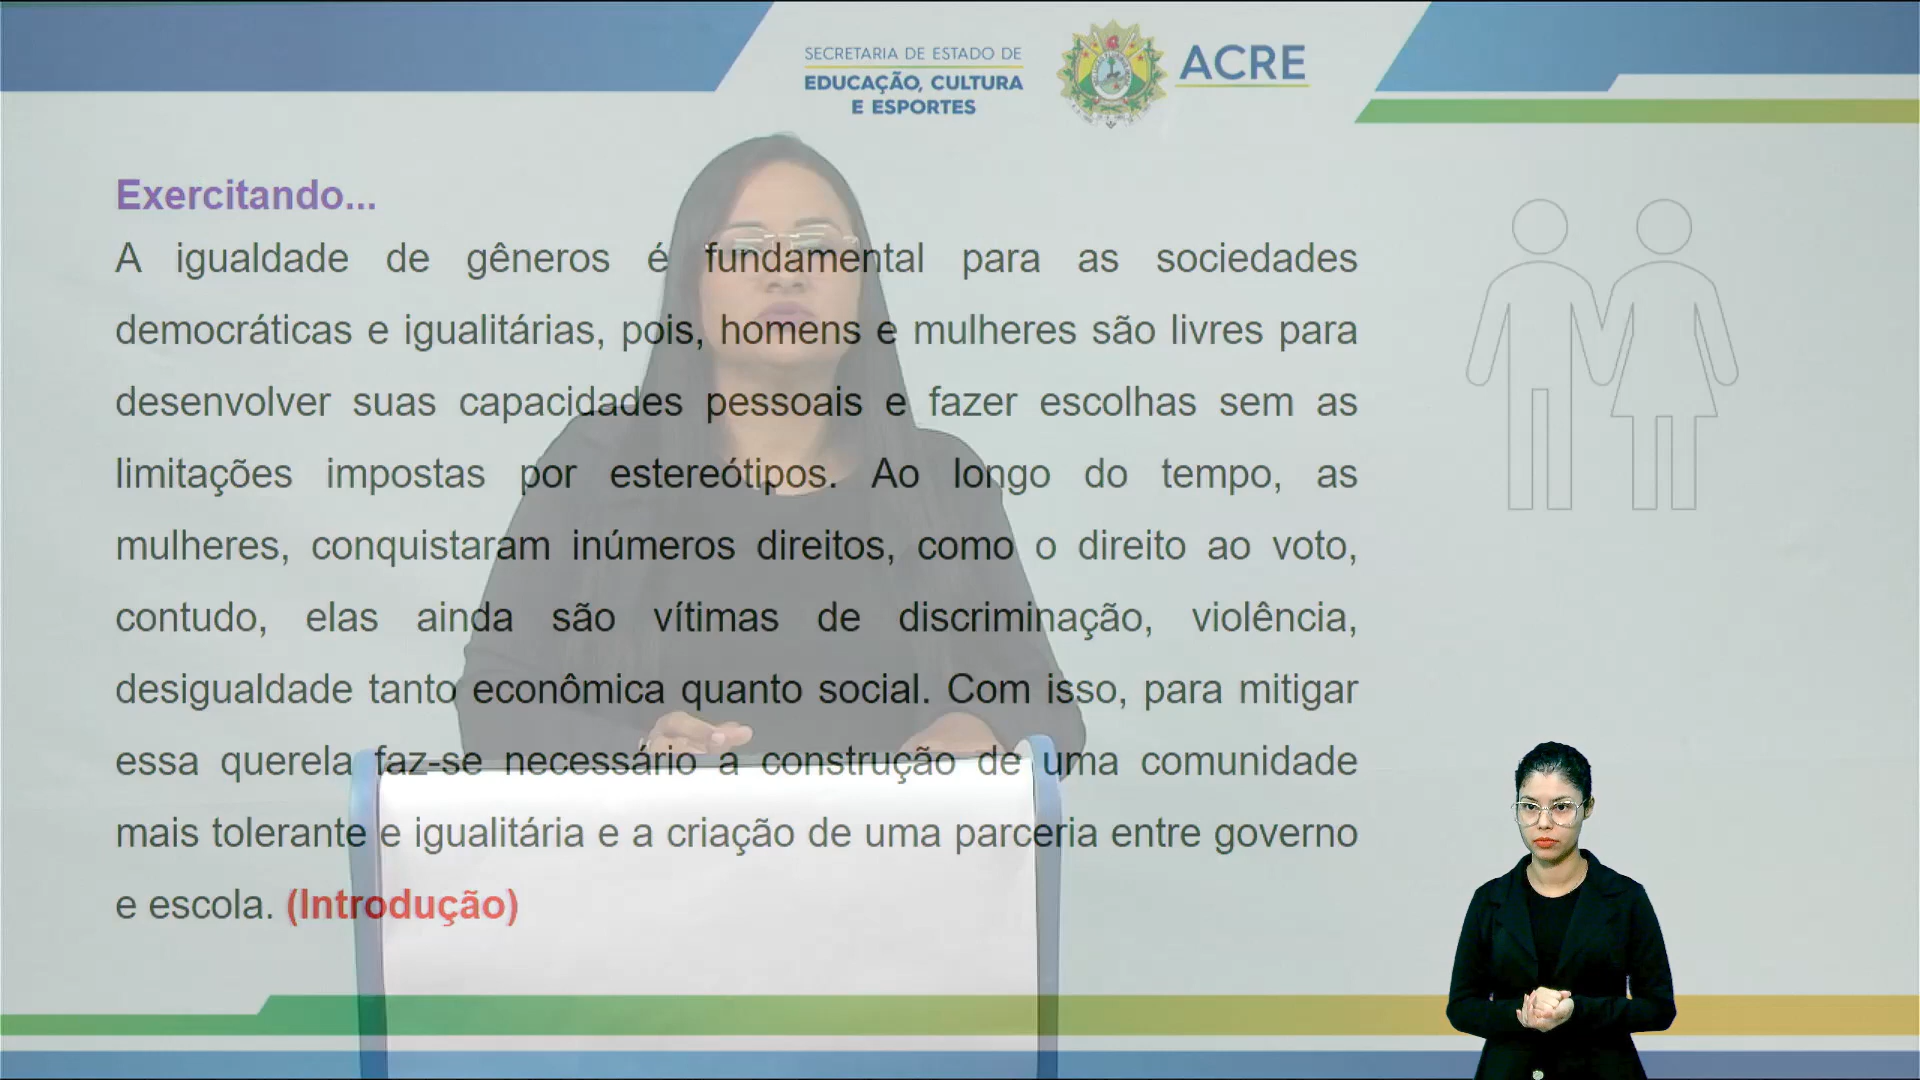 SECRETARIA DE ESTADO DE
EDUCAÇÃO, CULTURA
E ESPORTES
ACRE
Exercitando...
A igualdade de gêneros é fundamental para as sociedades
democráticas e igualitárias, pois, homens e mulheres são livres para
desenvolver suas capacidades pessoais e fazer escolhas sem as
limitações impostas por estereótipos. Ao longo do tempo, as
mulheres, conquistaram inúmeros direitos, como o direito ao voto,
contudo, elas ainda são vítimas de discriminação, violência,
desigualdade tanto econômica quanto social. Com isso, para mitigar
essa querela faz-se necessário a construção de uma comunidade
mais tolerante e igualitária e a criação de uma parceria entre governo
e escola. (Introdução)